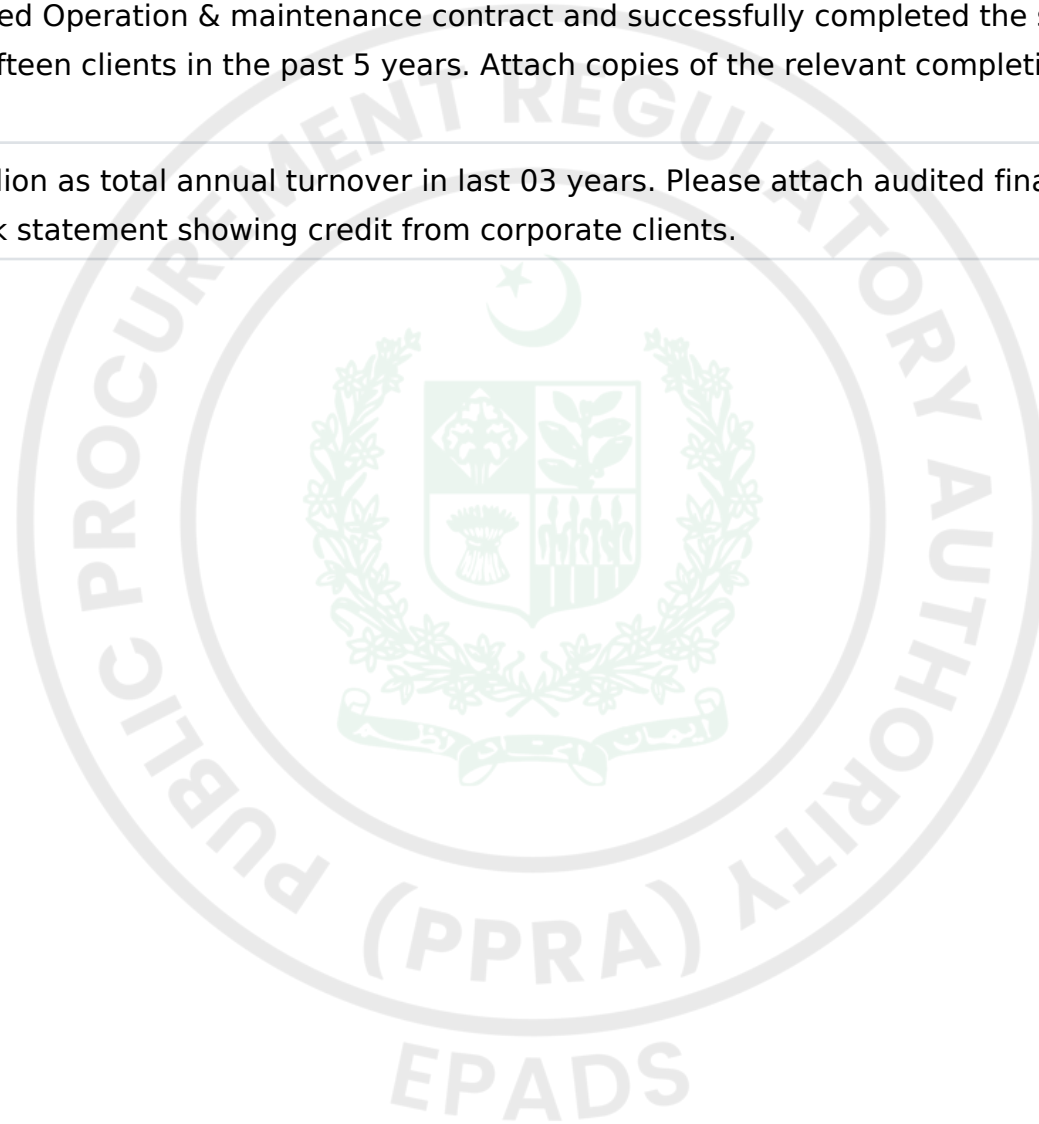 ed Operation & maintenance contract and successfully completed the s
fteen clients in the past 5 years. Attach copies of the relevant completi
lion as total annual turnover in last 03 years. Please attach audited fina
k statement showing credit from corporate clients.
PUBLIC PROCUREMENT REGULATORY AUTHORITY
(PPRA)
EPADS